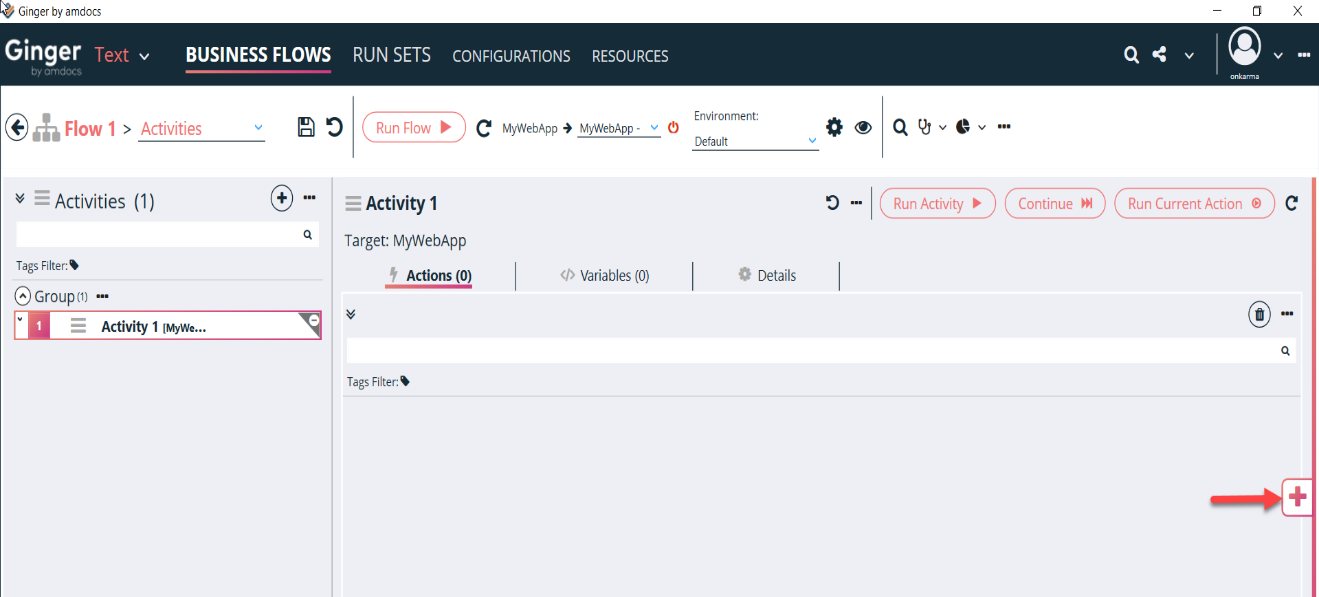 Ginger by amdocs
Ginger Text BUSINESS FLOWS RUN SETS CONFIGURATIONS RESOURCES
by amdocs
onkarma
Flow 1 > Activities
Run Flow
MyWebApp MyWebApp -
Environment:
Default
Activities (1)
Tags Filter:
Group (1)
1 Activity 1 [MyWe...
Activity 1
Run Activity Continue Run Current Action
Target: MyWebApp
Actions (0) Variables (0) Details
Tags Filter: